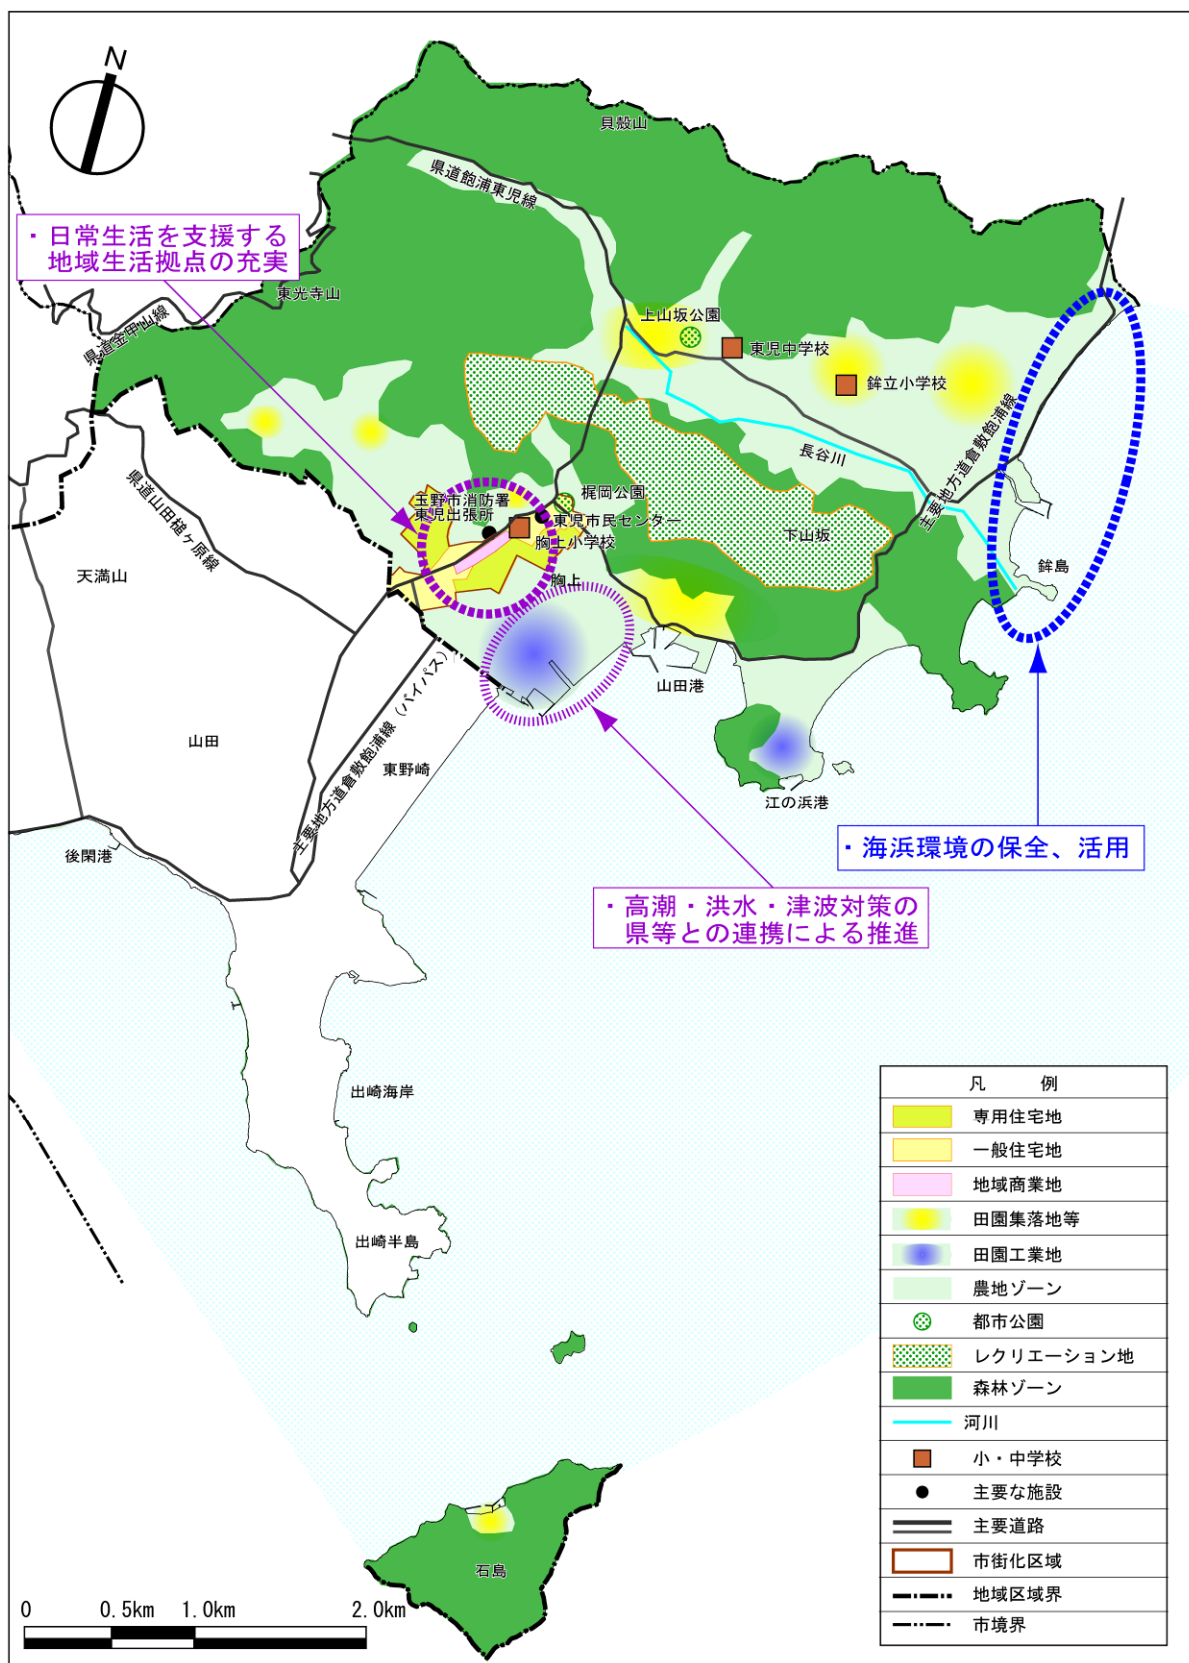 N
貝殻山
県道飽浦東児線
・日常生活を支援する
地域生活拠点の充実
東光寺山
県道金甲山線
上山坂公園
東児中学校
鉾立小学校
主要地方道倉敷飽浦線
長谷川
県道山田槌ヶ原線
玉野市消防署
東児出張所
梶岡公園
東児市民センター
胸上小学校
下山坂
胸上
鉾島
天満山
山田港
山田
主要地方道倉敷飽浦線（バイパス）
東野崎
江の浜港
後閑港
・海浜環境の保全、活用
・高潮・洪水・津波対策の
県等との連携による推進
出崎海岸
出崎半島
石島
凡 例
専用住宅地
一般住宅地
地域商業地
田園集落地等
田園工業地
農地ゾーン
都市公園
レクリエーション地
森林ゾーン
河川
小・中学校
主要な施設
主要道路
市街化区域
地域区域界
市境界
0 0.5km 1.0km 2.0km